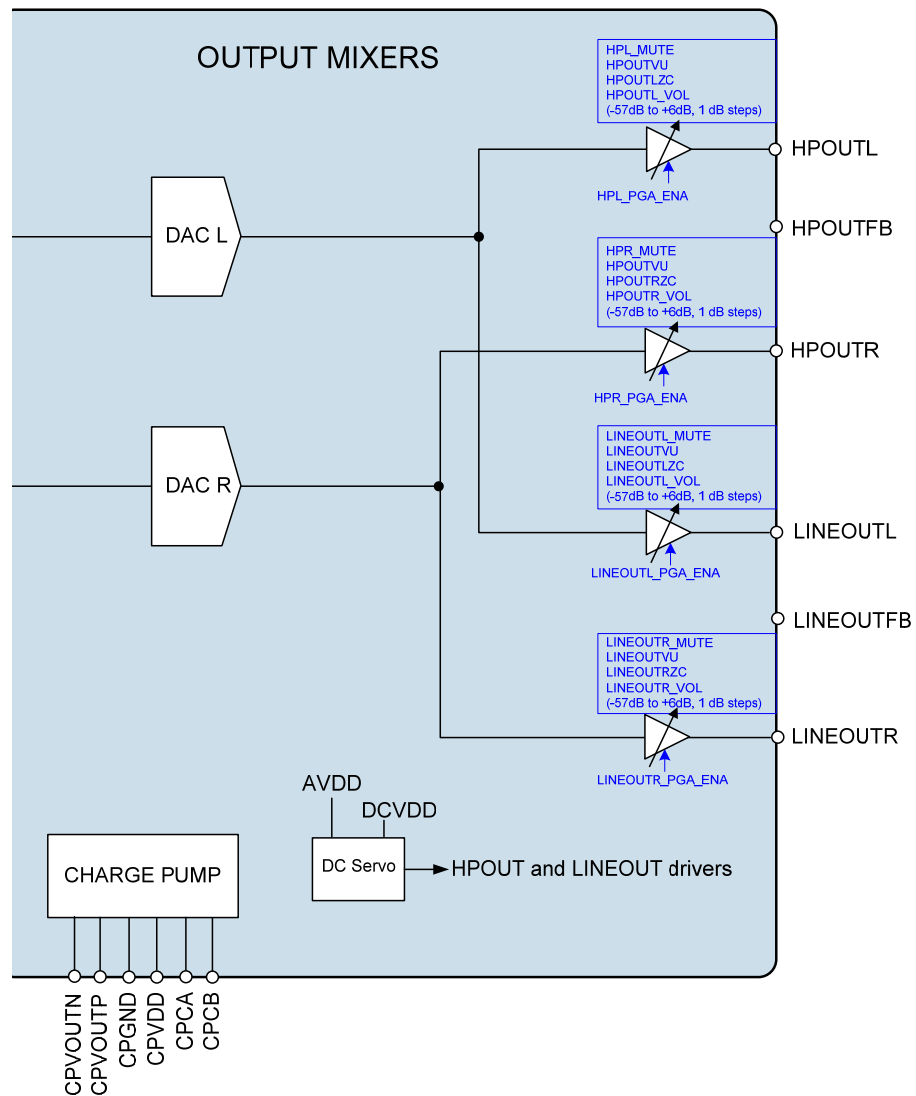 OUTPUT MIXERS
HPL_MUTE
HPOUTVU
HPOUTLZC
HPOUTL_VOL
(-57dB to +6dB, 1 dB steps)
HPOUTL
HPL_PGA_ENA
DAC L
HPOUTFB
HPR_MUTE
HPOUTVU
HPOUTRZC
HPOUTR_VOL
(-57dB to +6dB, 1 dB steps)
HPOUTR
HPR_PGA_ENA
LINEOUTL_MUTE
LINEOUTVU
LINEOUTLZC
LINEOUTL_VOL
(-57dB to +6dB, 1 dB steps)
DAC R
LINEOUTL
LINEOUTL_PGA_ENA
LINEOUTFB
LINEOUTR_MUTE
LINEOUTVU
LINEOUTRZC
LINEOUTR_VOL
(-57dB to +6dB, 1 dB steps)
LINEOUTR
LINEOUTR_PGA_ENA
AVDD
DCVDD
CHARGE PUMP
DC Servo
HPOUT and LINEOUT drivers
CPVOUTN
CPVOUTP
CPGND
CPVDD
CPCA
CPCB